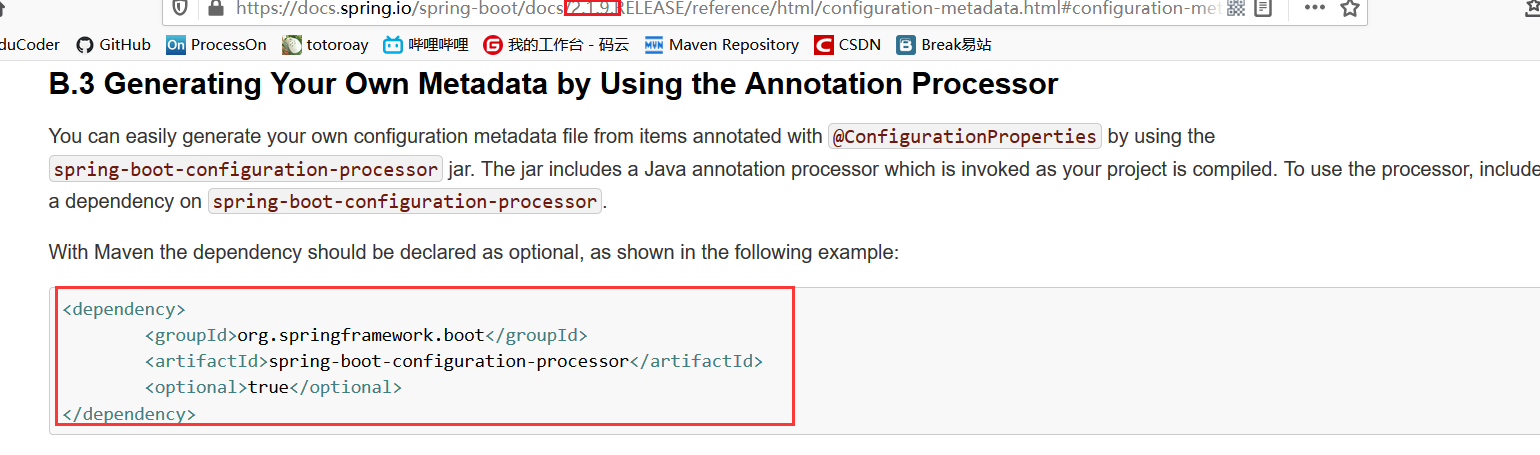 https://docs.spring.io/spring-boot/docs/2.1.9.RELEASE/reference/html/configuration-metadata.html#configuration-met
duCoder GitHub ProcessOn totoroay 哔哩哔哩 我的工作台 - 码云 Maven Repository CSDN Break易站
B.3 Generating Your Own Metadata by Using the Annotation Processor
You can easily generate your own configuration metadata file from items annotated with @ConfigurationProperties by using the
spring-boot-configuration-processor jar. The jar includes a Java annotation processor which is invoked as your project is compiled. To use the processor, include
a dependency on spring-boot-configuration-processor.
With Maven the dependency should be declared as optional, as shown in the following example:
<dependency>
<groupId>org.springframework.boot</groupId>
<artifactId>spring-boot-configuration-processor</artifactId>
<optional>true</optional>
</dependency>